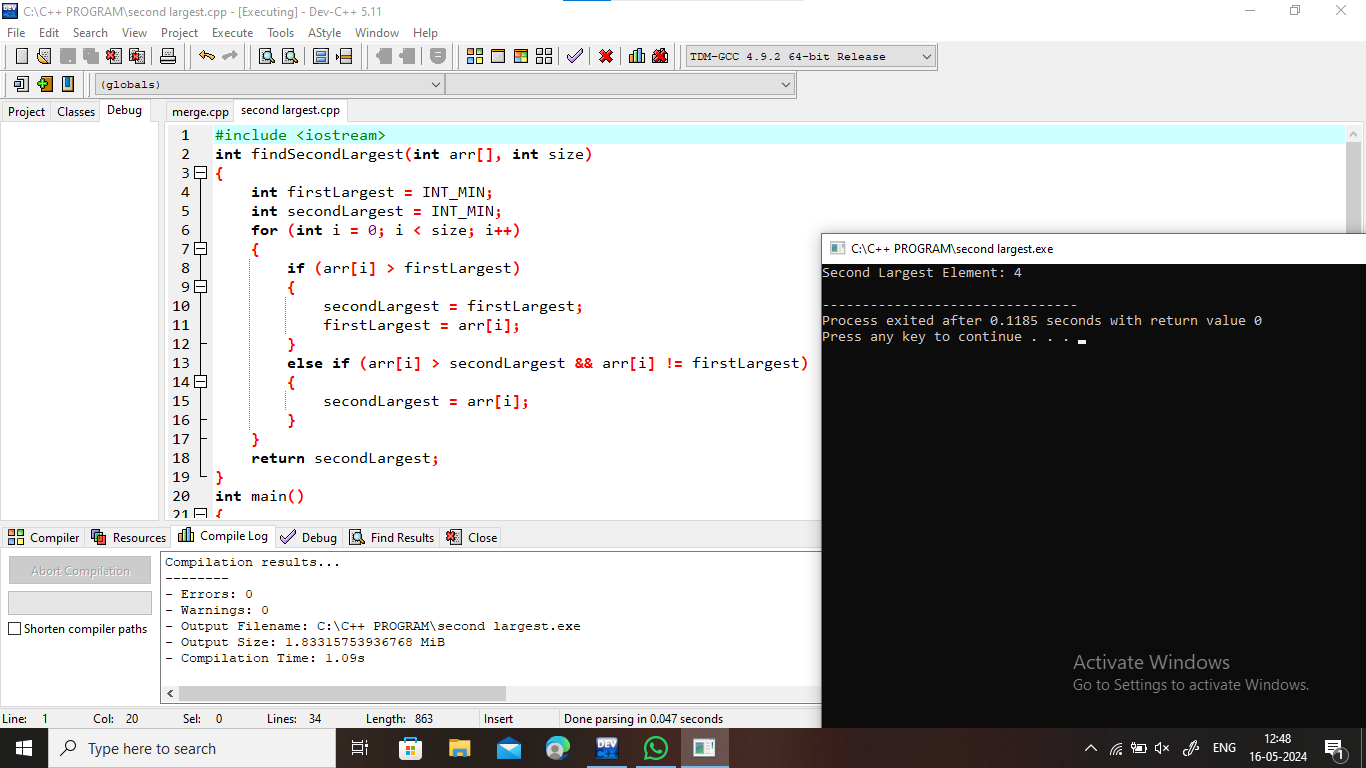 C:\C++ PROGRAM\second largest.cpp - [Executing] - Dev-C++ 5.11
File Edit Search View Project Execute Tools AStyle Window Help
TDM-GCC 4.9.2 64-bit Release
(globals)
Project Classes Debug
merge.cpp second largest.cpp
1 #include <iostream>
2 int findSecondLargest(int arr[], int size)
3 {
4 int firstLargest = INT_MIN;
5 int secondLargest = INT_MIN;
6 for (int i = 0; i < size; i++)
7 {
8 if (arr[i] > firstLargest)
9 {
10 secondLargest = firstLargest;
11 firstLargest = arr[i];
12 }
13 else if (arr[i] > secondLargest && arr[i] != firstLargest)
14 {
15 secondLargest = arr[i];
16 }
17 }
18 return secondLargest;
19 }
20 int main()
21 {
C:\C++ PROGRAM\second largest.exe
Second Largest Element: 4
--------------------------------
Process exited after 0.1185 seconds with return value 0
Press any key to continue . . .
Compiler Resources Compile Log Debug Find Results Close
Abort Compilation
Shorten compiler paths
Compilation results...
--------
- Errors: 0
- Warnings: 0
- Output Filename: C:\C++ PROGRAM\second largest.exe
- Output Size: 1.83315753936768 MiB
- Compilation Time: 1.09s
Activate Windows
Go to Settings to activate Windows.
Line: 1 Col: 20 Sel: 0 Lines: 34 Length: 863 Insert Done parsing in 0.047 seconds
Type here to search
DEV
ENG
12:48
16-05-2024
1